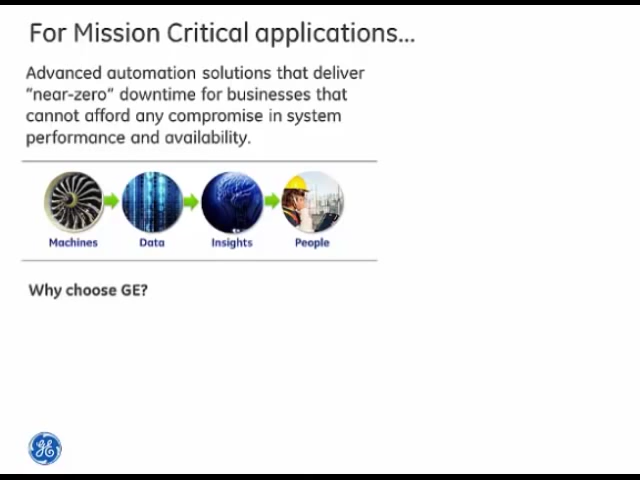 For Mission Critical applications...
Advanced automation solutions that deliver
"near-zero" downtime for businesses that
cannot afford any compromise in system
performance and availability.
Machines Data Insights People
Why choose GE?
GE